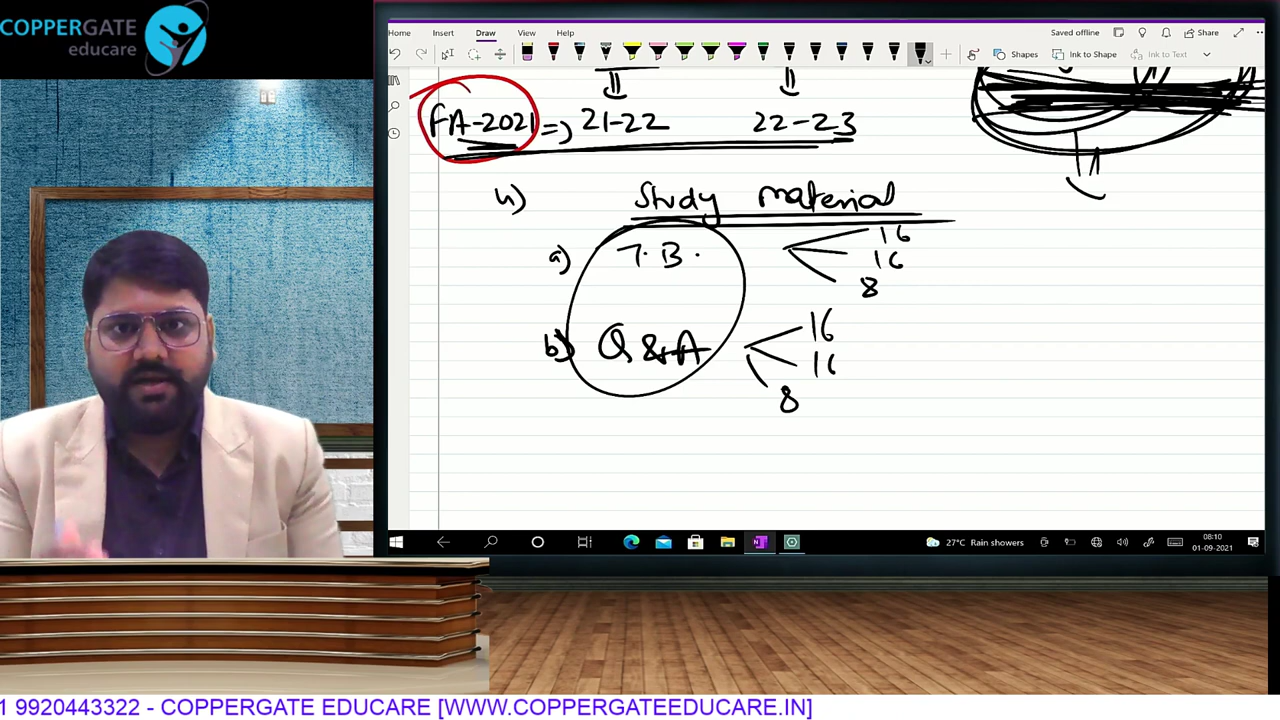 COPPERGATE
educare
Home Insert Draw View Help
Saved offline
Share
Shapes
Ink to Shape
Ink to Text
FA-2021 => 21-22 22-23
4) Study material
a) T.B. 16
16
8
b) Q & A 16
16
8
27°C Rain showers
08:10
01-09-2021
1 9920443322 - COPPERGATE EDUCARE [WWW.COPPERGATEEDUCARE.IN]